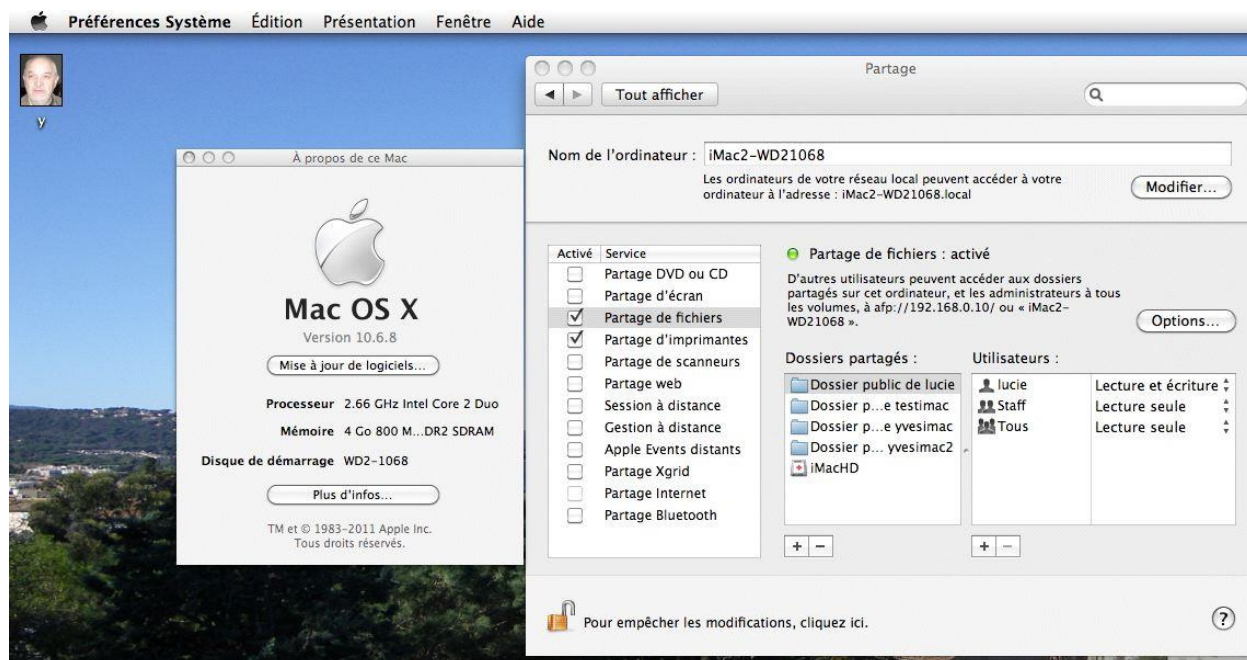 Préférences Système Édition Présentation Fenêtre Aide
y
À propos de ce Mac
Mac OS X
Version 10.6.8
Mise à jour de logiciels...
Processeur 2.66 GHz Intel Core 2 Duo
Mémoire 4 Go 800 M...DR2 SDRAM
Disque de démarrage WD2-1068
Plus d'infos...
TM et © 1983-2011 Apple Inc.
Tous droits réservés.
Partage
Tout afficher
Nom de l'ordinateur : iMac2-WD21068
Les ordinateurs de votre réseau local peuvent accéder à votre
ordinateur à l'adresse : iMac2-WD21068.local
Modifier...
Activé Service
Partage DVD ou CD
Partage d'écran
Partage de fichiers
Partage d'imprimantes
Partage de scanneurs
Partage web
Session à distance
Gestion à distance
Apple Events distants
Partage Xgrid
Partage Internet
Partage Bluetooth
Partage de fichiers : activé
D'autres utilisateurs peuvent accéder aux dossiers
partagés sur cet ordinateur, et les administrateurs à tous
les volumes, à afp://192.168.0.10/ ou « iMac2-
WD21068 ».
Options...
Dossiers partagés :
Dossier public de lucie
Dossier p...e testimac
Dossier p...e yvesimac
Dossier p... yvesimac2
iMacHD
Utilisateurs :
lucie Lecture et écriture
Staff Lecture seule
Tous Lecture seule
+ − + −
Pour empêcher les modifications, cliquez ici.
?